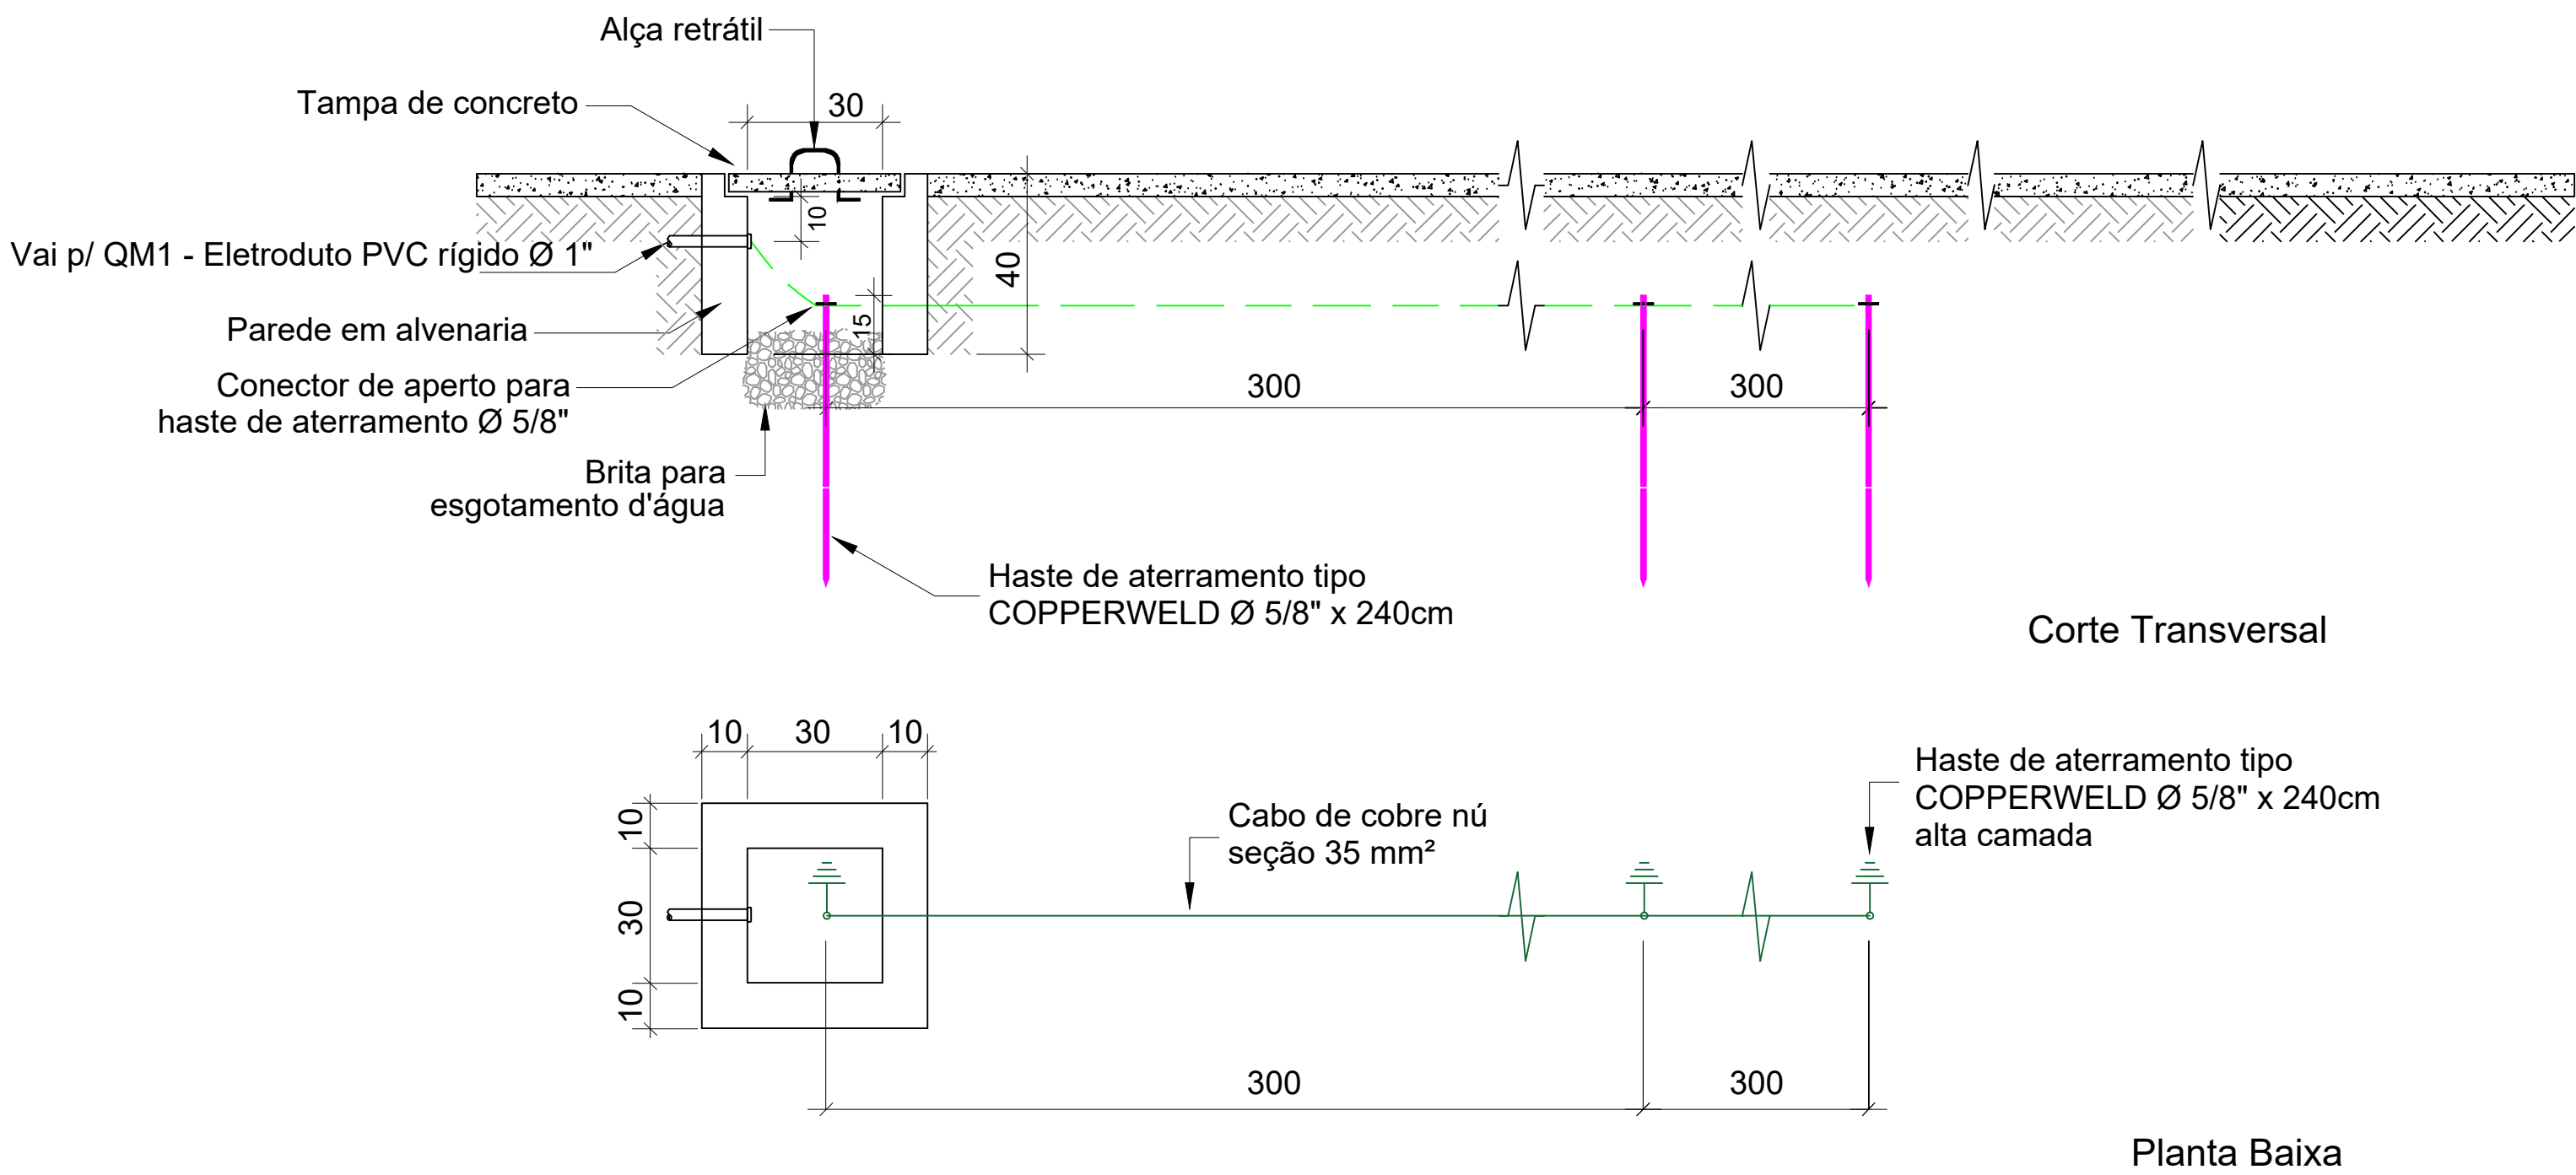 Alça retrátil
Tampa de concreto
30
10
Vai p/ QM1 - Eletroduto PVC rígido Ø 1"
40
15
Parede em alvenaria
Conector de aperto para
haste de aterramento Ø 5/8"
300
300
Brita para
esgotamento d'água
Haste de aterramento tipo
COPPERWELD Ø 5/8" x 240cm
Corte Transversal
10
30
10
10
30
10
Cabo de cobre nú
seção 35 mm²
Haste de aterramento tipo
COPPERWELD Ø 5/8" x 240cm
alta camada
300
300
Planta Baixa